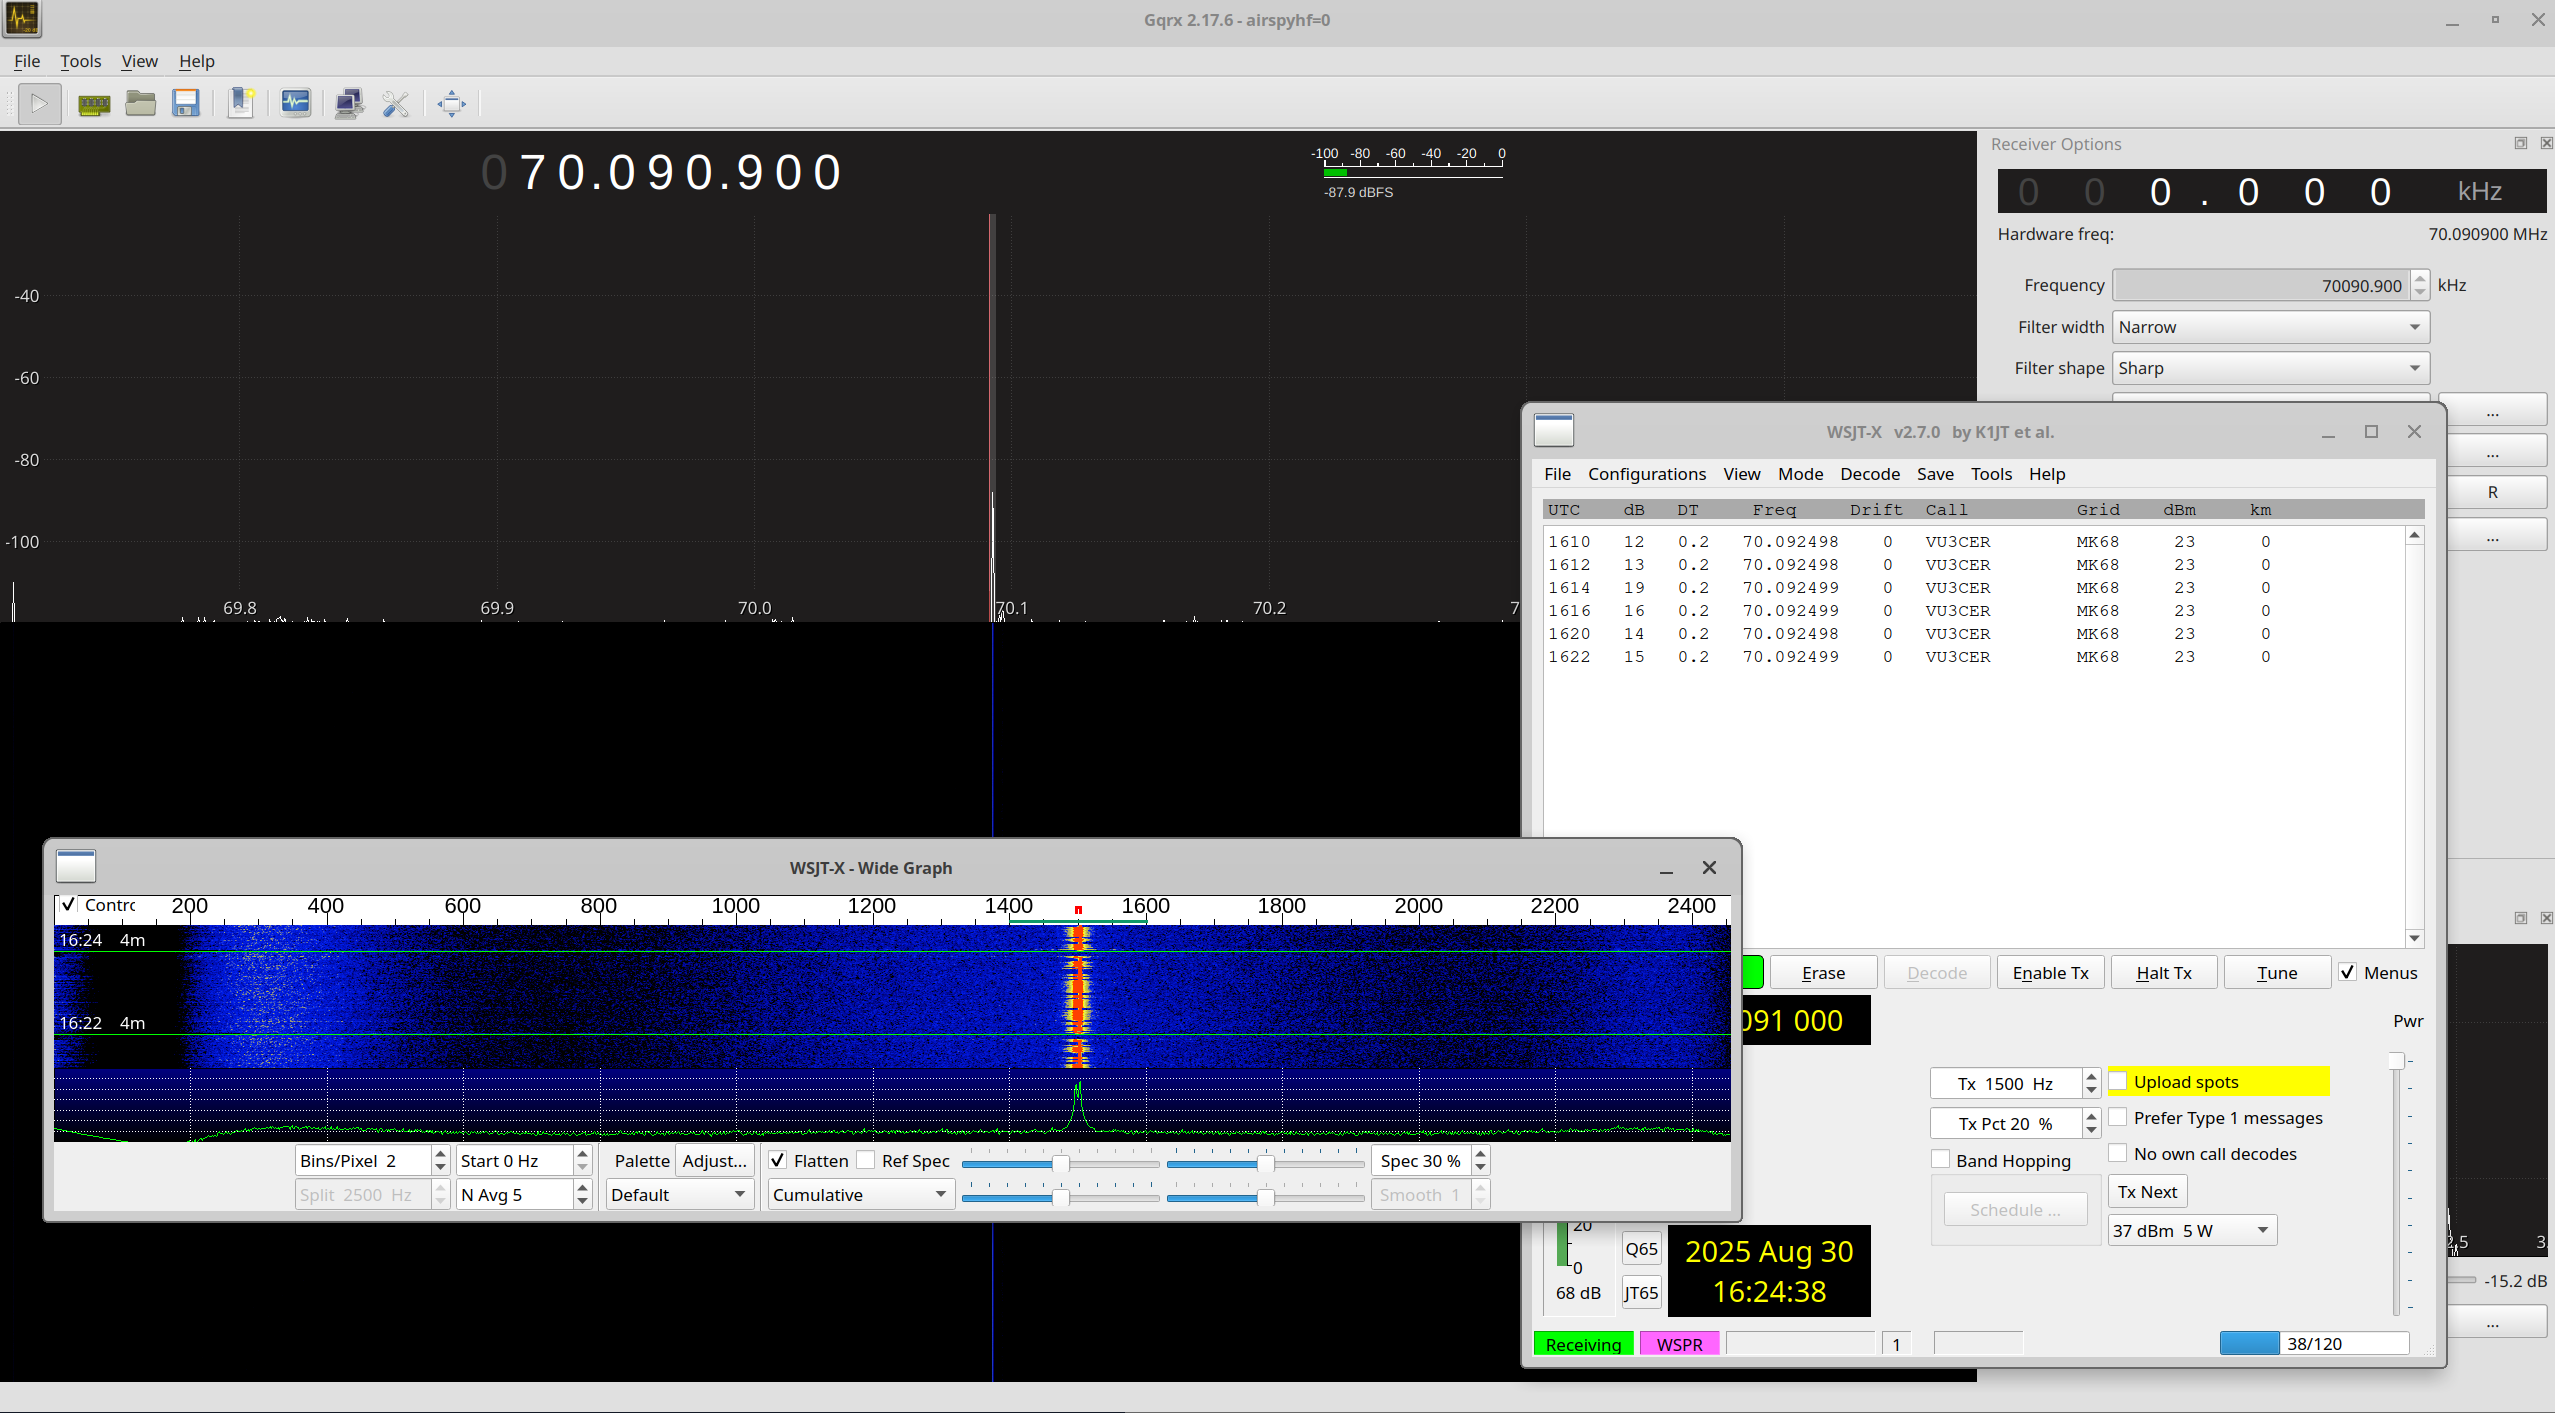 Gqrx 2.17.6 - airspyhf=0
File Tools View Help
070.090.900
-100 -80 -60 -40 -20 0
-87.9 dBFS
-40
-60
-80
-100
69.8 69.9 70.0 70.1 70.2 7
Receiver Options
000.000 kHz
Hardware freq: 70.090900 MHz
Frequency 70090.900 kHz
Filter width Narrow
Filter shape Sharp
...
...
R
...
WSJT-X v2.7.0 by K1JT et al.
File Configurations View Mode Decode Save Tools Help
UTC dB DT Freq Drift Call Grid dBm km
1610 12 0.2 70.092498 0 VU3CER MK68 23 0
1612 13 0.2 70.092498 0 VU3CER MK68 23 0
1614 19 0.2 70.092499 0 VU3CER MK68 23 0
1616 16 0.2 70.092499 0 VU3CER MK68 23 0
1620 14 0.2 70.092498 0 VU3CER MK68 23 0
1622 15 0.2 70.092499 0 VU3CER MK68 23 0
Erase Decode Enable Tx Halt Tx Tune Menus
091 000
Pwr
Tx 1500 Hz Upload spots
Tx Pct 20 % Prefer Type 1 messages
Band Hopping No own call decodes
Schedule ... Tx Next
37 dBm 5 W
20
0
68 dB
Q65
JT65
2025 Aug 30
16:24:38
Receiving WSPR 1 38/120
2.5 3.
-15.2 dB
...
WSJT-X - Wide Graph
Contrc 200 400 600 800 1000 1200 1400 1600 1800 2000 2200 2400
16:24 4m
16:22 4m
Bins/Pixel 2 Start 0 Hz Palette Adjust... Flatten Ref Spec Spec 30 %
Split 2500 Hz N Avg 5 Default Cumulative Smooth 1